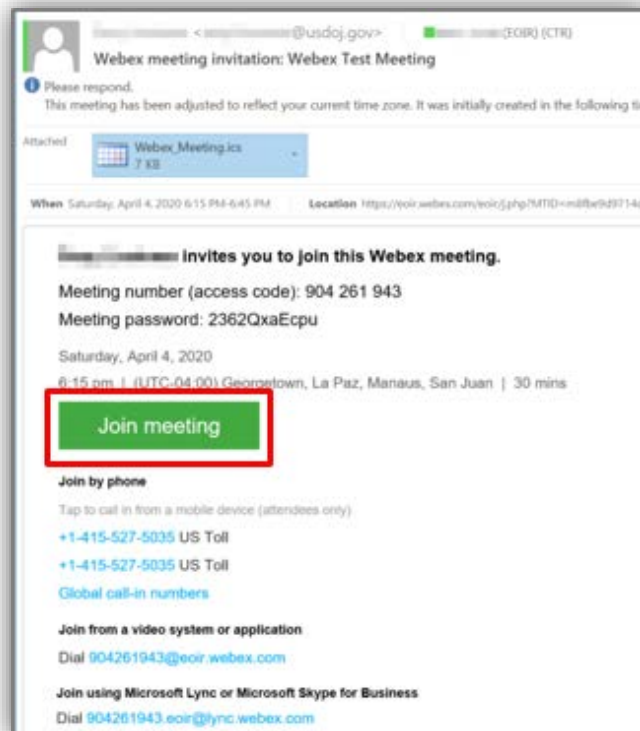 @usdoj.gov> (EOIR) (CTR)
Webex meeting invitation: Webex Test Meeting
Please respond.
This meeting has been adjusted to reflect your current time zone. It was initially created in the following
Attached
Webex_Meeting.ics
7 KB
When Saturday, April 4, 2020 6:15 PM-6:45 PM Location
invites you to join this Webex meeting.
Meeting number (access code): 904 261 943
Meeting password: 2362QxaEcpu
Saturday, April 4, 2020
6:15 pm | (UTC-04:00) Georgetown, La Paz, Manaus, San Juan | 30 mins
Join meeting
Join by phone
Tap to call in from a mobile device (attendees only)
+1-415-527-5035 US Toll
+1-415-527-5035 US Toll
Global call-in numbers
Join from a video system or application
Dial 904261943@eoir.webex.com
Join using Microsoft Lync or Microsoft Skype for Business
Dial 904261943.eoir@lync.webex.com